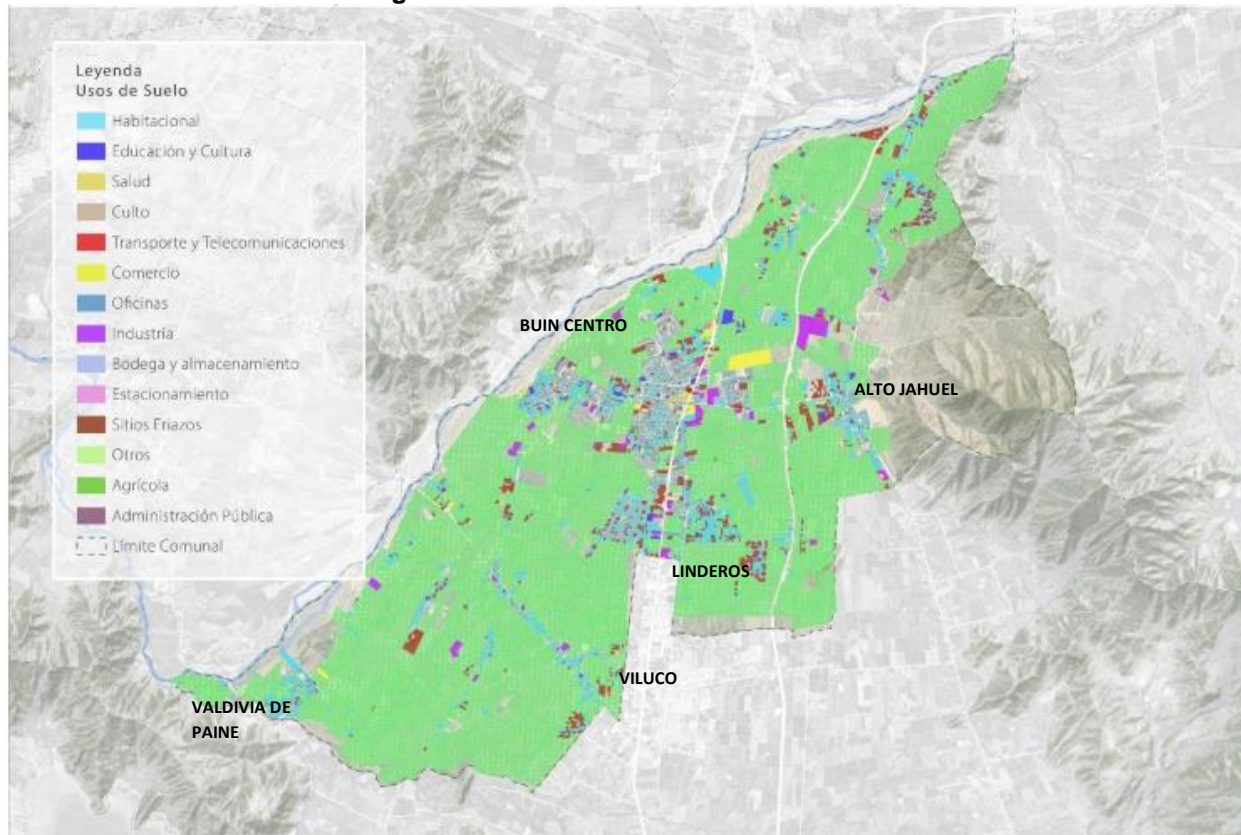 Leyenda
Usos de Suelo
Habitacional
Educación y Cultura
Salud
Culto
Transporte y Telecomunicaciones
Comercio
Oficinas
Industria
Bodega y almacenamiento
Estacionamiento
Sitios Eriazos
Otros
Agrícola
Administración Pública
Límite Comunal
BUIN CENTRO
ALTO JAHUEL
LINDEROS
VILUCO
VALDIVIA DE
PAINE